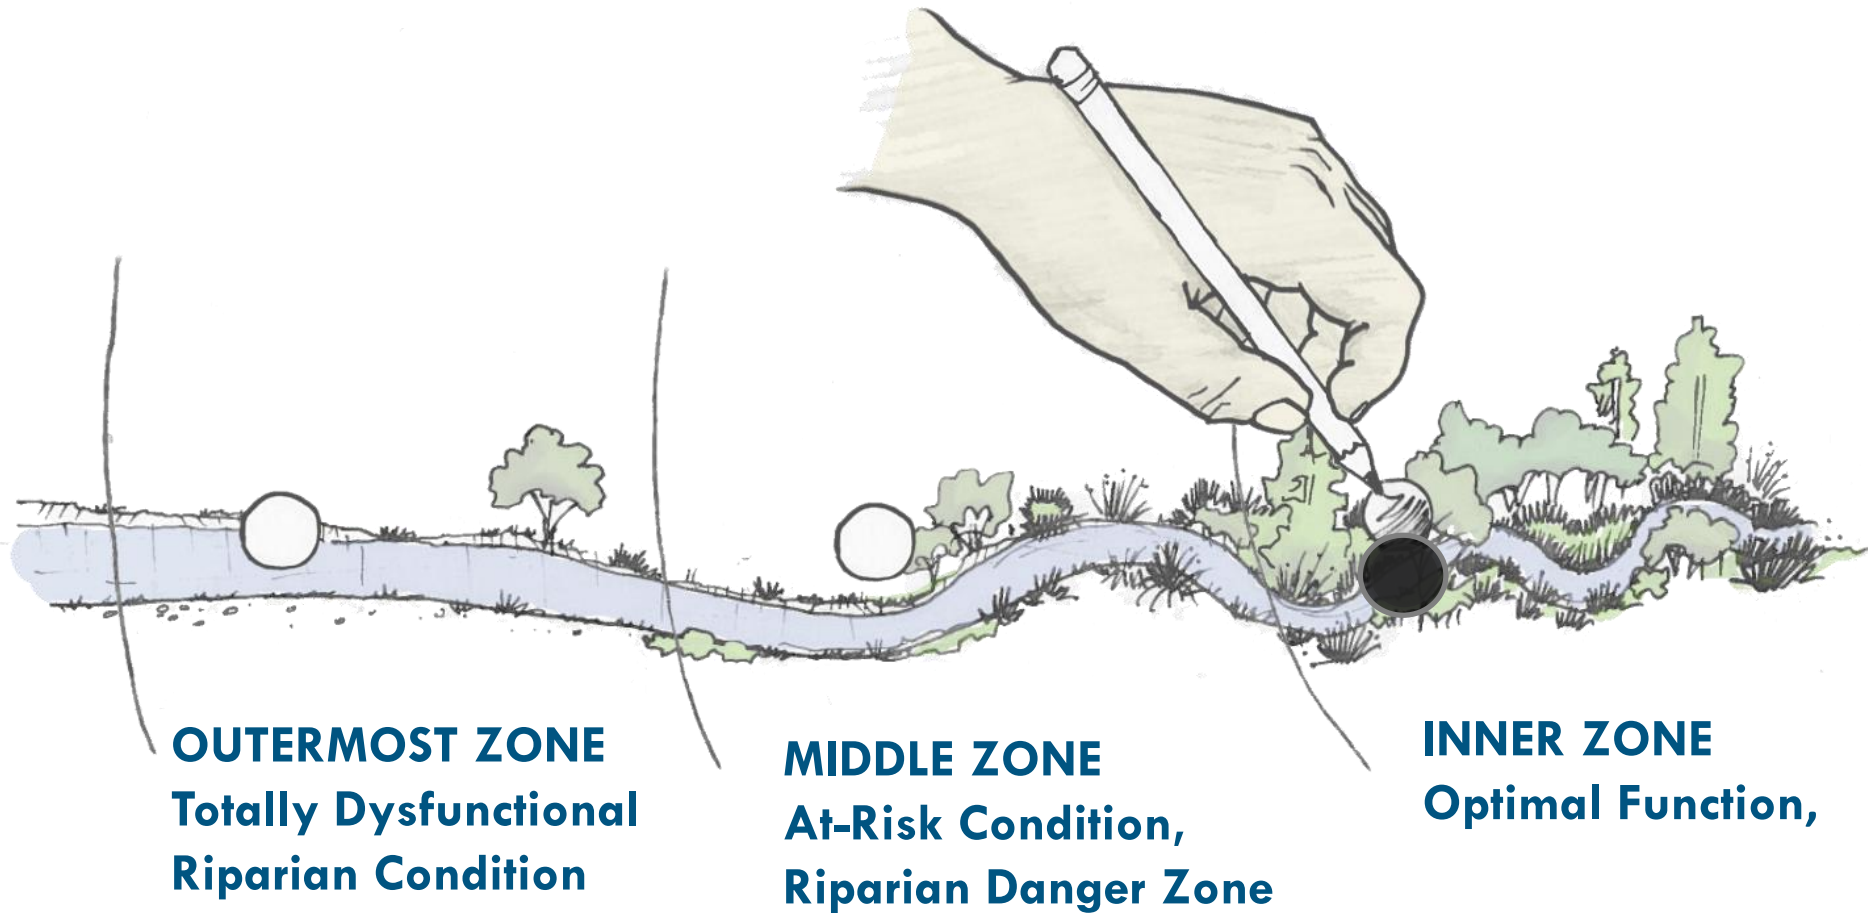 OUTERMOST ZONE
Totally Dysfunctional
Riparian Condition
MIDDLE ZONE
At-Risk Condition,
Riparian Danger Zone
INNER ZONE
Optimal Function,